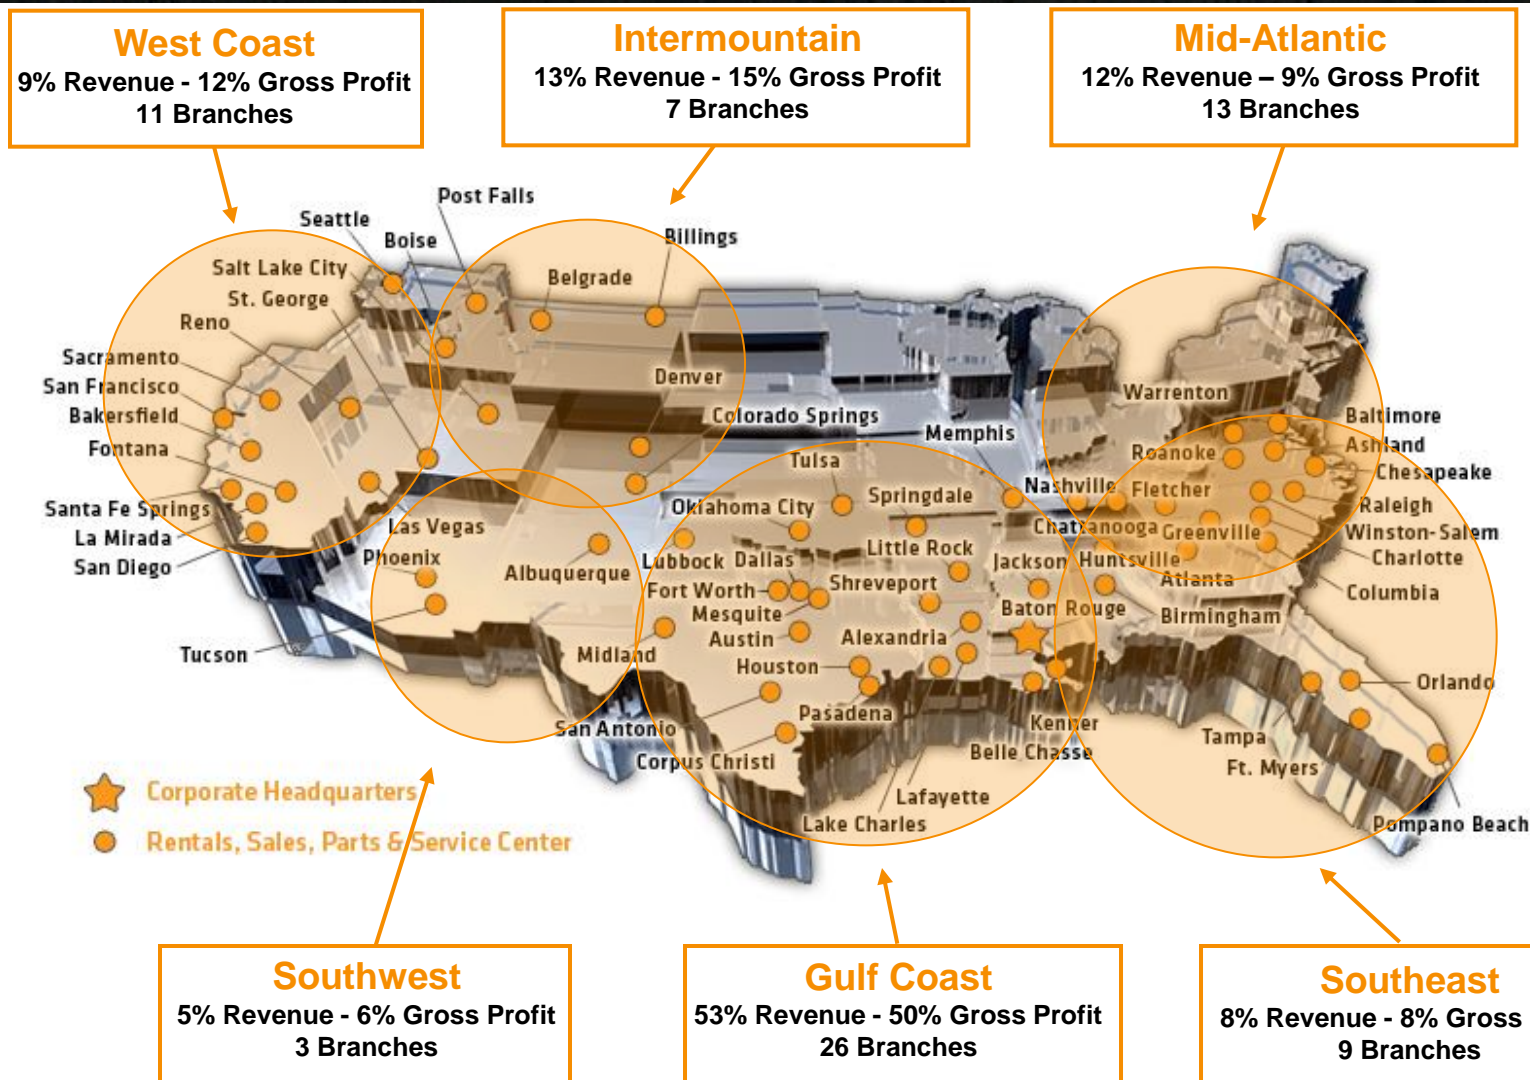 West Coast
9% Revenue - 12% Gross Profit
11 Branches
Intermountain
13% Revenue - 15% Gross Profit
7 Branches
Mid-Atlantic
12% Revenue – 9% Gross Profit
13 Branches
Post Falls
Seattle
Boise
Billings
Salt Lake City
Belgrade
St. George
Reno
Sacramento
San Francisco
Bakersfield
Fontana
Denver
Colorado Springs
Warrenton
Baltimore
Memphis
Ashland
Roanoke
Tulsa
Chesapeake
Santa Fe Springs
La Mirada
San Diego
Las Vegas
Phoenix
Oklahoma City
Springdale
Nashville
Fletcher
Raleigh
Chattanooga
Greenville
Winston-Salem
Charlotte
Albuquerque
Lubbock
Dallas
Little Rock
Jackson
Huntsville
Atlanta
Columbia
Fort Worth
Shreveport
Mesquite
Baton Rouge
Birmingham
Austin
Alexandria
Tucson
Midland
Houston
Orlando
San Antonio
Pasadena
Kenner
Tampa
Corpus Christi
Belle Chasse
Ft. Myers
Lafayette
Lake Charles
Pompano Beach
Corporate Headquarters
Rentals, Sales, Parts & Service Center
Southwest
5% Revenue - 6% Gross Profit
3 Branches
Gulf Coast
53% Revenue - 50% Gross Profit
26 Branches
Southeast
8% Revenue - 8% Gross
9 Branches